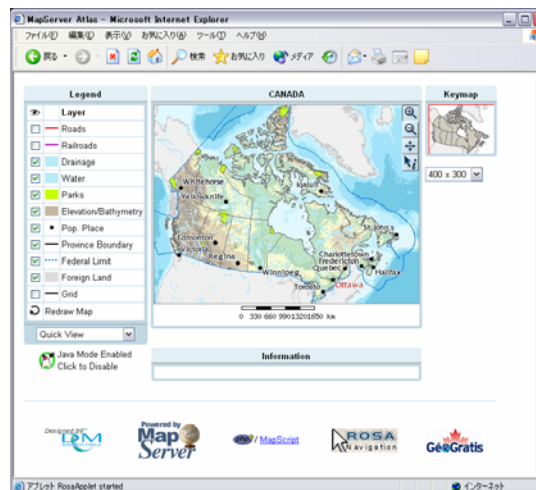 MapServer Atlas - Microsoft Internet Explorer
ファイル(F) 編集(E) 表示(V) お気に入り(A) ツール(T) ヘルプ(H)
戻る 検索 お気に入り メディア
Legend
Layer
Roads
Railroads
Drainage
Water
Parks
Elevation/Bathymetry
Pop. Place
Province Boundary
Federal Limit
Foreign Land
Grid
Redraw Map
Quick View
Java Mode Enabled
Click to Disable
CANADA
Whitehorse
Yellowknife
Iqaluit
Edmonton
Victoria
Regina
Winnipeg
St. John's
Charlottetown
Fredericton
Quebec
Halifax
Ottawa
Toronto
0 330 660 990 1320 1650 km
Information
Keymap
400 x 300
Designed by
DM
Powered by
Map
Server
php / MapScript
ROSA
Navigation
GéoGratis
アプレット RosaApplet started
インターネット